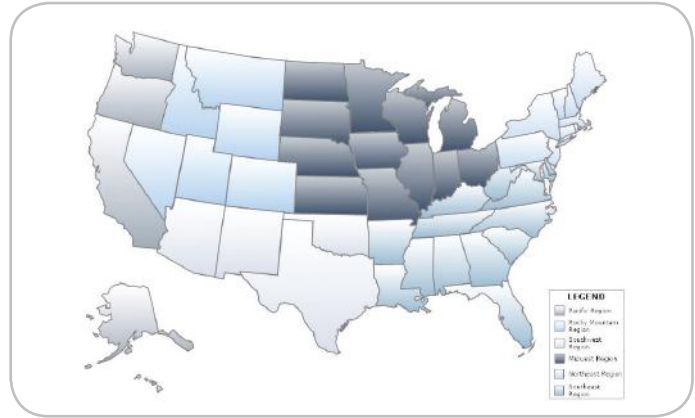 LEGEND
Pacific Region
Rocky Mountain
Region
Southwest
Region
Midwest Region
Northeast Region
Southeast
Region